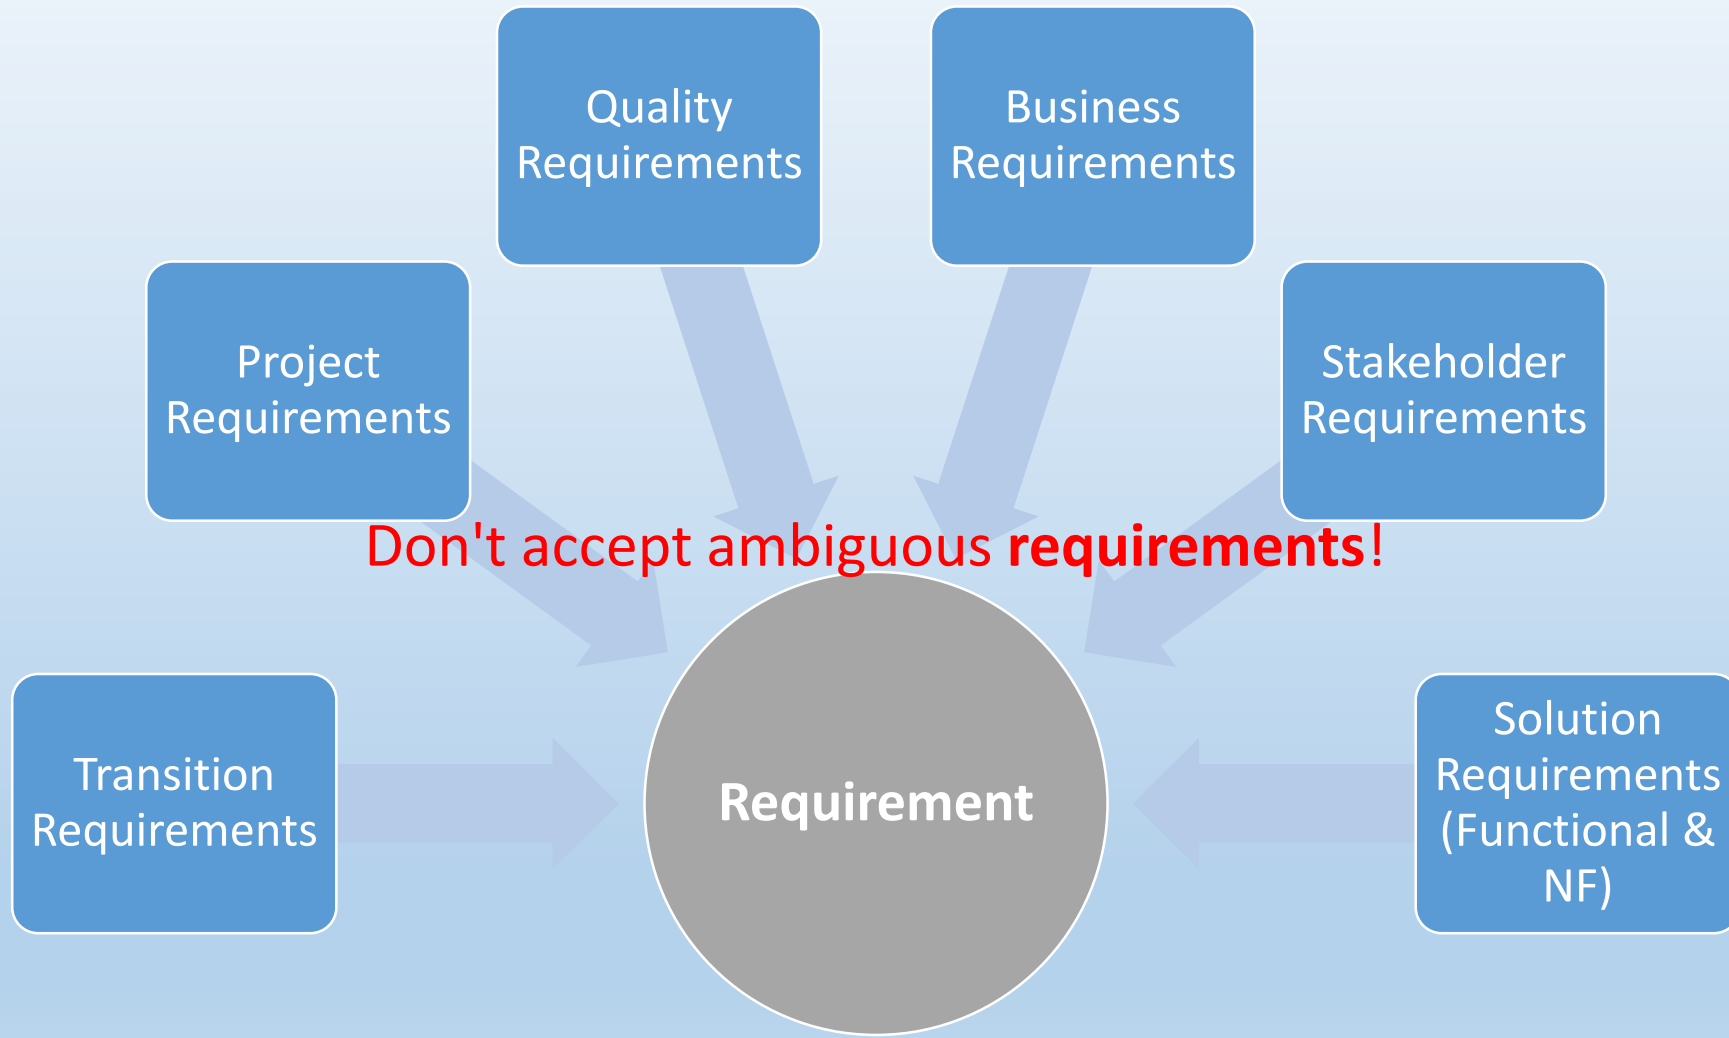 Quality
Requirements
Business
Requirements
Project
Requirements
Stakeholder
Requirements
Don't accept ambiguous requirements!
Transition
Requirements
Requirement
Solution
Requirements
(Functional &
NF)